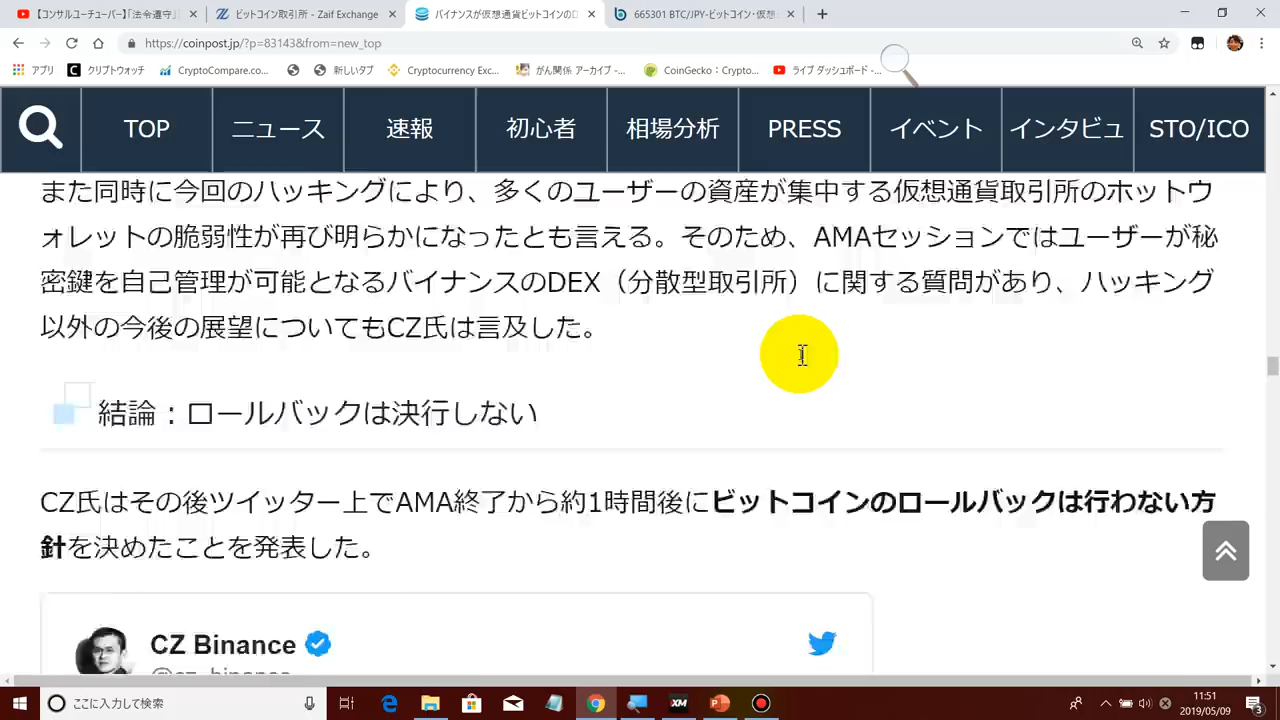 【コンサルユーチューバー】「法令遵守」
ビットコイン取引所 - Zaif Exchange
バイナンスが仮想通貨ビットコインのロ
665301 BTC/JPY-ビットコイン・仮想
https://coinpost.jp/?p=83143&from=new_top
アプリ
クリプトウォッチ
CryptoCompare.co...
新しいタブ
Cryptocurrency Exc...
がん関係 アーカイブ -...
CoinGecko：Crypto...
ライブ ダッシュボード -...
TOP
ニュース
速報
初心者
相場分析
PRESS
イベント
インタビュ
STO/ICO
また同時に今回のハッキングにより、多くのユーザーの資産が集中する仮想通貨取引所のホットウ
ォレットの脆弱性が再び明らかになったとも言える。そのため、AMAセッションではユーザーが秘
密鍵を自己管理が可能となるバイナンスのDEX（分散型取引所）に関する質問があり、ハッキング
以外の今後の展望についてもCZ氏は言及した。
結論：ロールバックは決行しない
CZ氏はその後ツイッター上でAMA終了から約1時間後にビットコインのロールバックは行わない方
針を決めたことを発表した。
CZ Binance
@cz_binance
ここに入力して検索
XM
11:51
2019/05/09
3